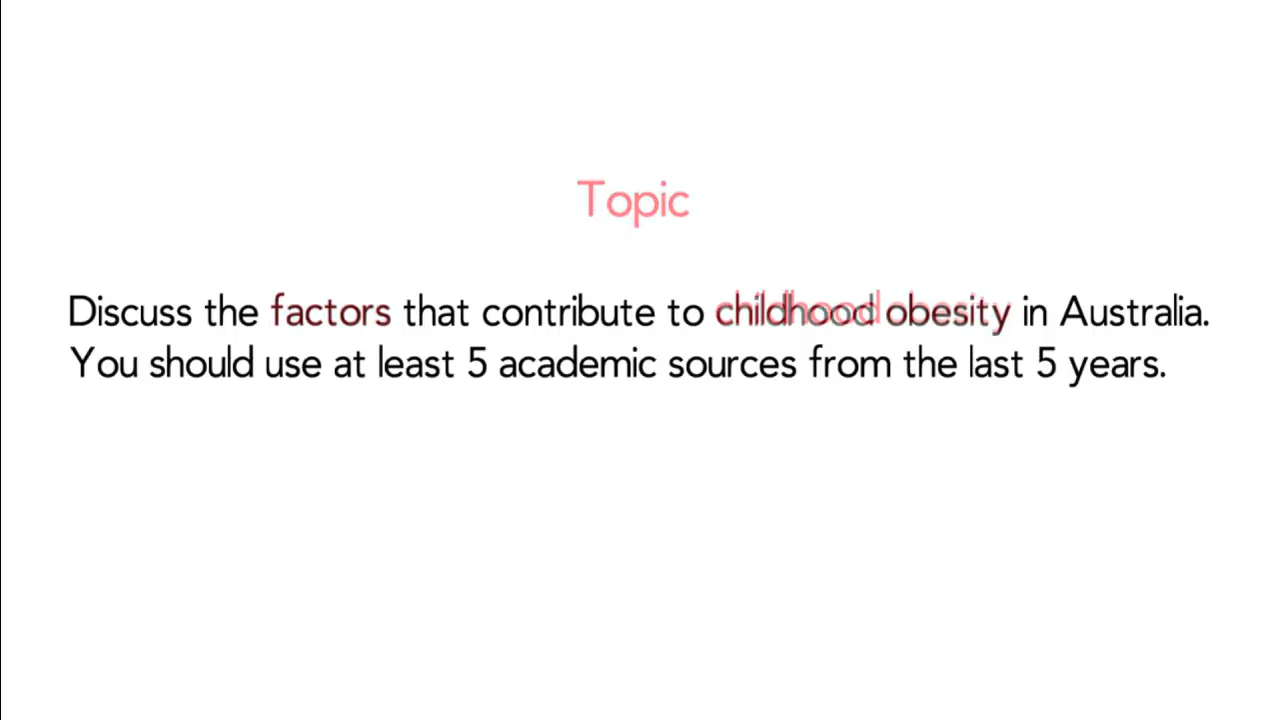 Topic
Discuss the factors that contribute to childhood obesity in Australia.
You should use at least 5 academic sources from the last 5 years.